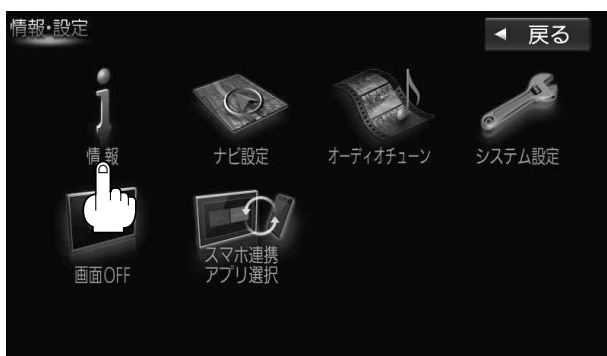 情報・設定
戻る
情報
ナビ設定
オーディオチューン
システム設定
画面OFF
スマホ連携
アプリ選択